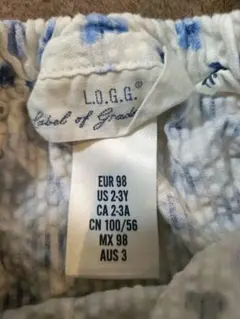 L.O.G.G.®
Label of Graded
EUR 98
US 2-3Y
CA 2-3A
CN 100/56
MX 98
AUS 3